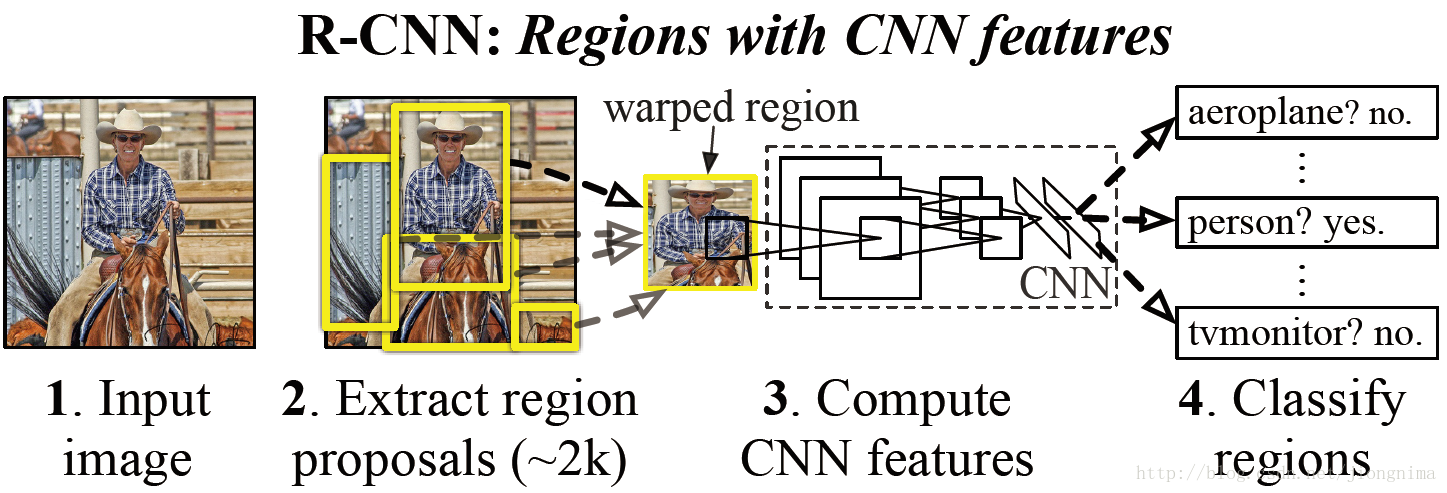 R-CNN: Regions with CNN features
warped region
aeroplane? no.
person? yes.
CNN
tvmonitor? no.
1. Input
image
2. Extract region
proposals (~2k)
3. Compute
CNN features
4. Classify
regions
http://blog.csdn.net/jiongnima